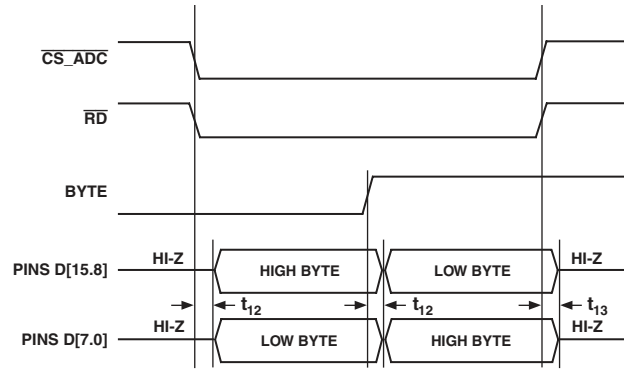 CS_ADC
RD
BYTE
PINS D[15.8] HI-Z HIGH BYTE LOW BYTE HI-Z
t12 t12 t13
PINS D[7.0] HI-Z LOW BYTE HIGH BYTE HI-Z